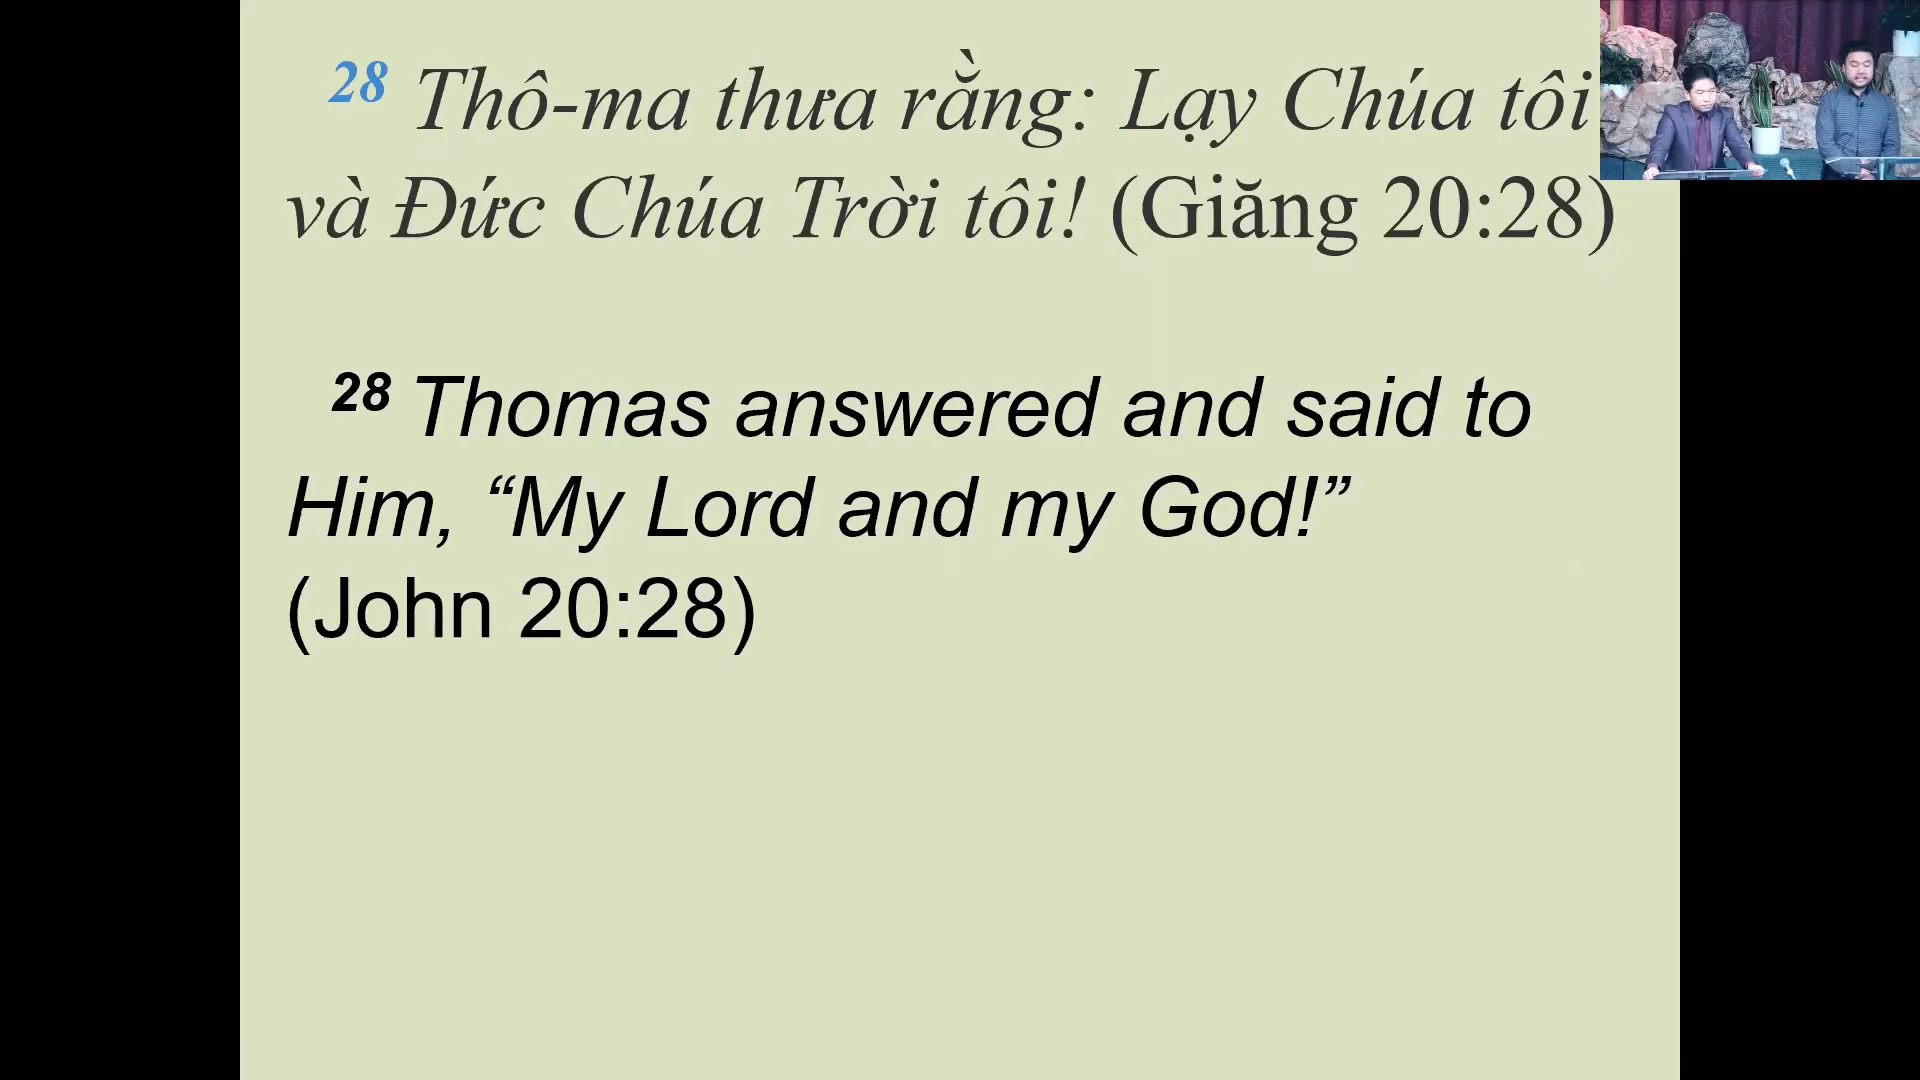 28 Thô-ma thưa rằng: Lạy Chúa tôi
và Đức Chúa Trời tôi! (Giăng 20:28)
28 Thomas answered and said to
Him, “My Lord and my God!”
(John 20:28)